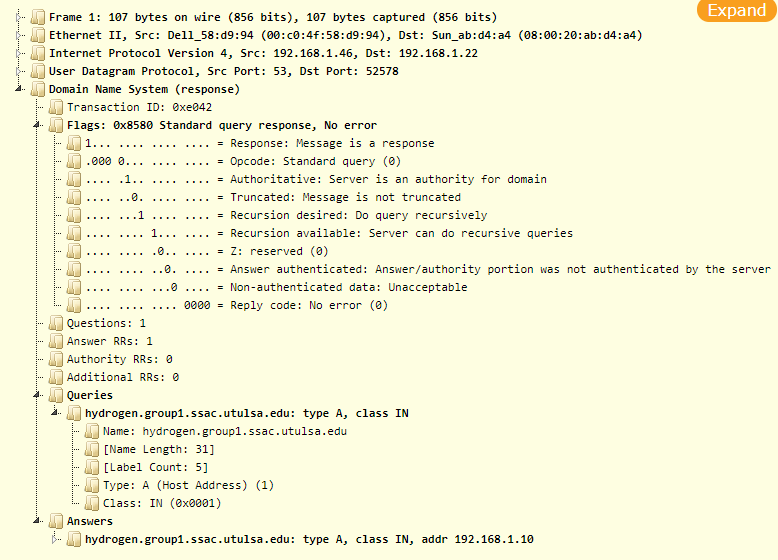 Expand
Frame 1: 107 bytes on wire (856 bits), 107 bytes captured (856 bits)
Ethernet II, Src: Dell_58:d9:94 (00:c0:4f:58:d9:94), Dst: Sun_ab:d4:a4 (08:00:20:ab:d4:a4)
Internet Protocol Version 4, Src: 192.168.1.46, Dst: 192.168.1.22
User Datagram Protocol, Src Port: 53, Dst Port: 52578
Domain Name System (response)
Transaction ID: 0xe042
Flags: 0x8580 Standard query response, No error
1... .... .... .... = Response: Message is a response
.000 0... .... .... = Opcode: Standard query (0)
.... .1.. .... .... = Authoritative: Server is an authority for domain
.... ..0. .... .... = Truncated: Message is not truncated
.... ...1 .... .... = Recursion desired: Do query recursively
.... .... 1... .... = Recursion available: Server can do recursive queries
.... .... .0.. .... = Z: reserved (0)
.... .... ..0. .... = Answer authenticated: Answer/authority portion was not authenticated by the server
.... .... ...0 .... = Non-authenticated data: Unacceptable
.... .... .... 0000 = Reply code: No error (0)
Questions: 1
Answer RRs: 1
Authority RRs: 0
Additional RRs: 0
Queries
hydrogen.group1.ssac.utulsa.edu: type A, class IN
Name: hydrogen.group1.ssac.utulsa.edu
[Name Length: 31]
[Label Count: 5]
Type: A (Host Address) (1)
Class: IN (0x0001)
Answers
hydrogen.group1.ssac.utulsa.edu: type A, class IN, addr 192.168.1.10